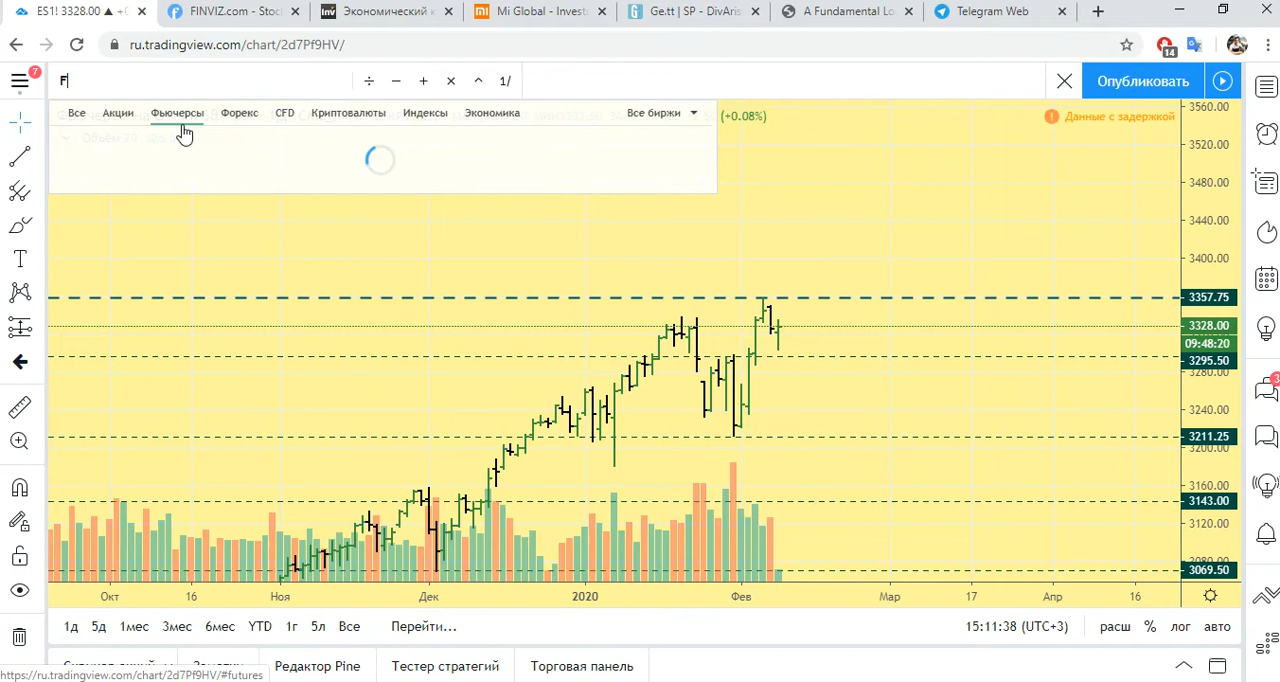 ES1! 3328.00 ▲ +0
FINVIZ.com - Stoc
Экономический к
Mi Global - Investo
Ge.tt | SP - DivAris
A Fundamental Lo
Telegram Web
ru.tradingview.com/chart/2d7Pf9HV/
14
7
F
÷ − + × ^ 1/
Опубликовать
Все Акции Фьючерсы Форекс CFD Криптовалюты Индексы Экономика Все биржи
(+0.08%)
Данные с задержкой
3560.00
3520.00
3480.00
3440.00
3400.00
3357.75
3328.00
09:48:20
3295.50
3280.00
3240.00
3211.25
3200.00
3160.00
3143.00
3120.00
3080.00
3069.50
Окт 16 Ноя Дек 2020 Фев Мар 17 Апр 16
1д 5д 1мес 3мес 6мес YTD 1г 5л Все Перейти... 15:11:38 (UTC+3) расш % лог авто
Редактор Pine Тестер стратегий Торговая панель
https://ru.tradingview.com/chart/2d7Pf9HV/#futures